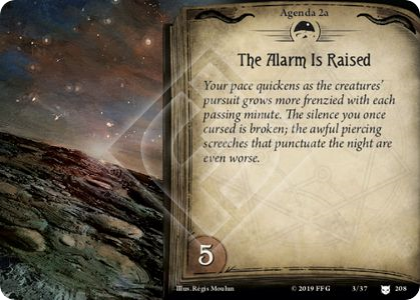 Agenda 2a
The Alarm Is Raised
Your pace quickens as the creatures'
pursuit grows more frenzied with each
passing minute. The silence you once
cursed is broken; the awful piercing
screeches that punctuate the night are
even worse.
5
Illus. Régis Moulun
© 2019 FFG
3/37
208